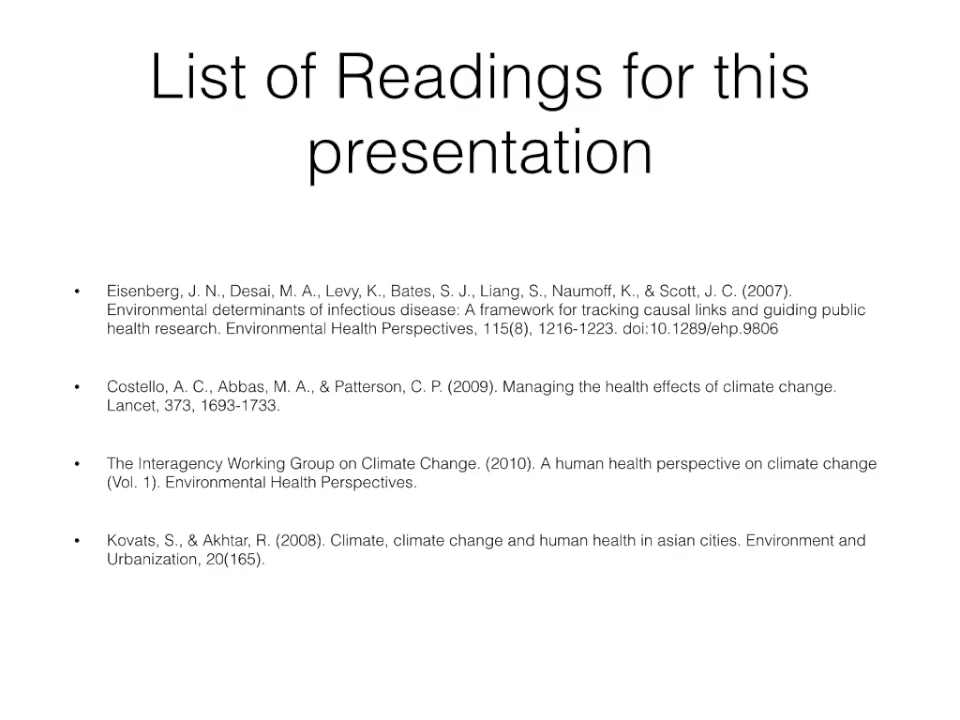 List of Readings for this
presentation
• Eisenberg, J. N., Desai, M. A., Levy, K., Bates, S. J., Liang, S., Naumoff, K., & Scott, J. C. (2007).
Environmental determinants of infectious disease: A framework for tracking causal links and guiding public
health research. Environmental Health Perspectives, 115(8), 1216-1223. doi:10.1289/ehp.9806
• Costello, A. C., Abbas, M. A., & Patterson, C. P. (2009). Managing the health effects of climate change.
Lancet, 373, 1693-1733.
• The Interagency Working Group on Climate Change. (2010). A human health perspective on climate change
(Vol. 1). Environmental Health Perspectives.
• Kovats, S., & Akhtar, R. (2008). Climate, climate change and human health in asian cities. Environment and
Urbanization, 20(165).